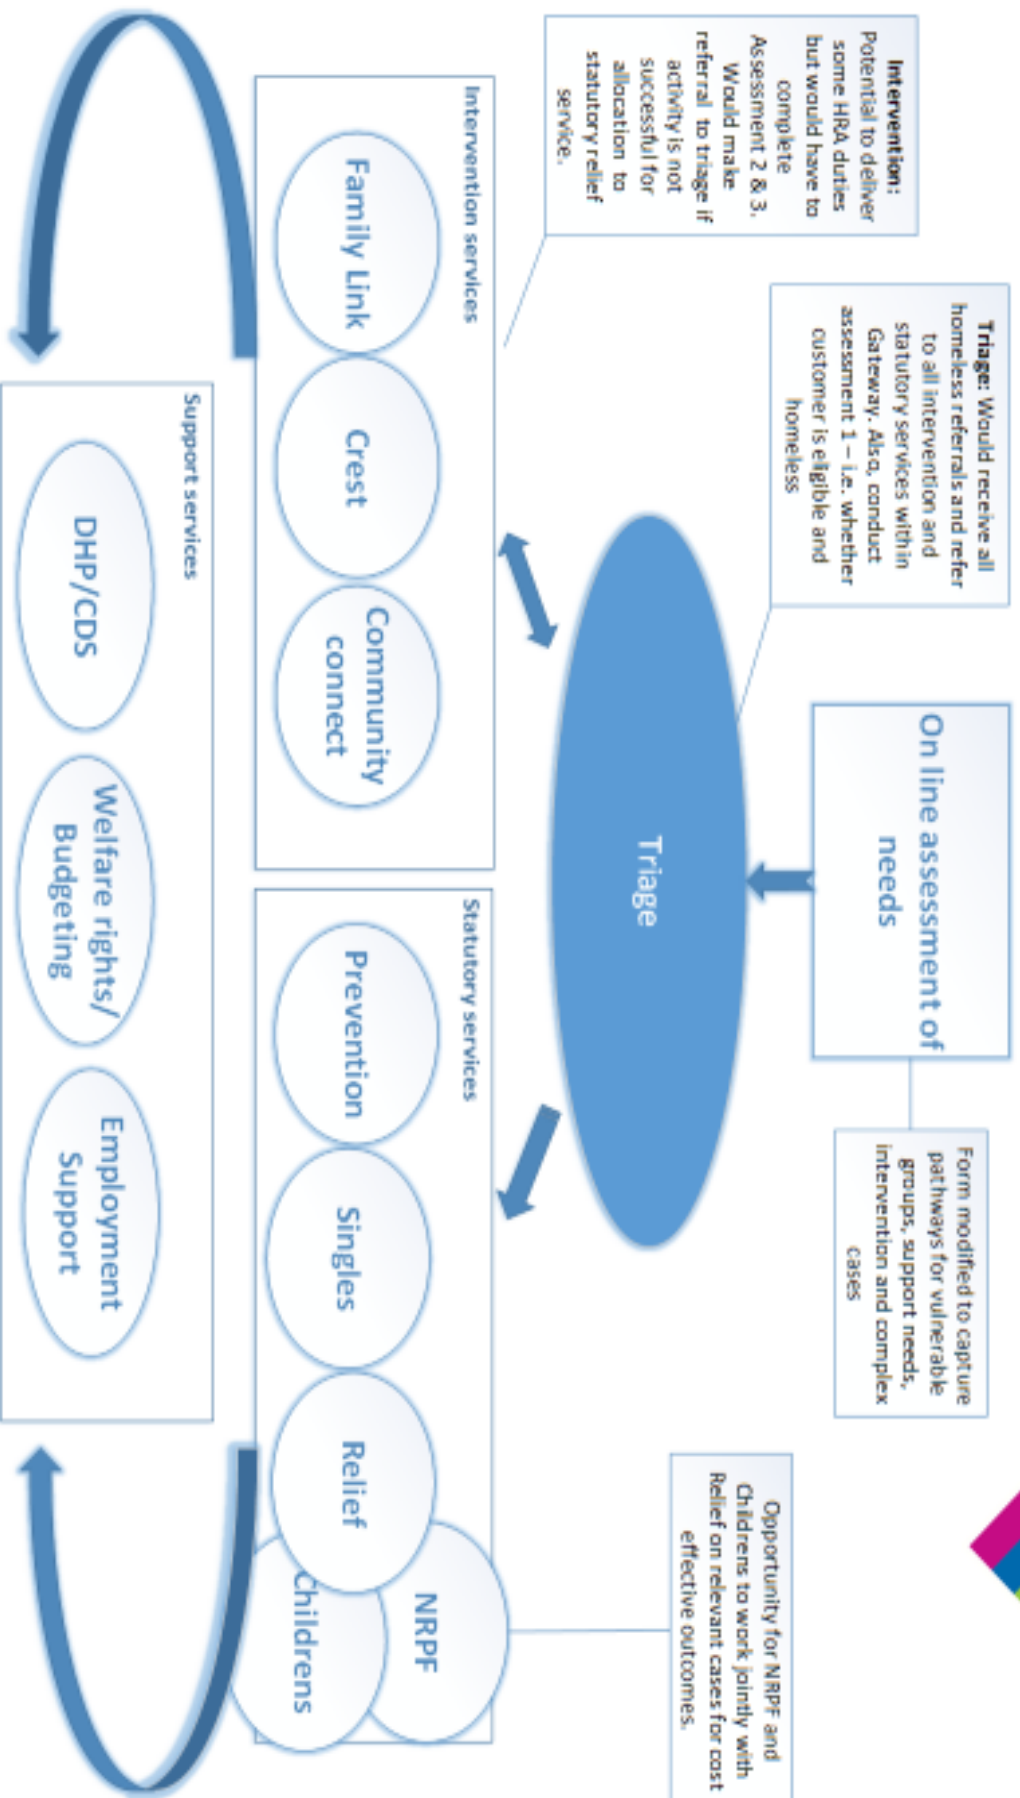 On line assessment of
needs
Form modified to capture
pathways for vulnerable
groups, support needs,
intervention and complex
cases
Triage: Would receive all
homeless referrals and refer
to all intervention and
statutory services within
Gateway. Also, conduct
assessment 1 – i.e. whether
customer is eligible and
homeless
Intervention:
Potential to deliver
some HRA duties
but would have to
complete
Assessment 2 & 3.
Would make
referral to triage if
activity is not
successful for
allocation to
statutory relief
service.
Opportunity for NRPF and
Childrens to work jointly with
Relief on relevant cases for cost
effective outcomes.
Triage
Intervention services
Family Link
Crest
Community
connect
Statutory services
Prevention
Singles
Relief
NRPF
Childrens
Support services
DHP/CDS
Welfare rights/
Budgeting
Employment
Support